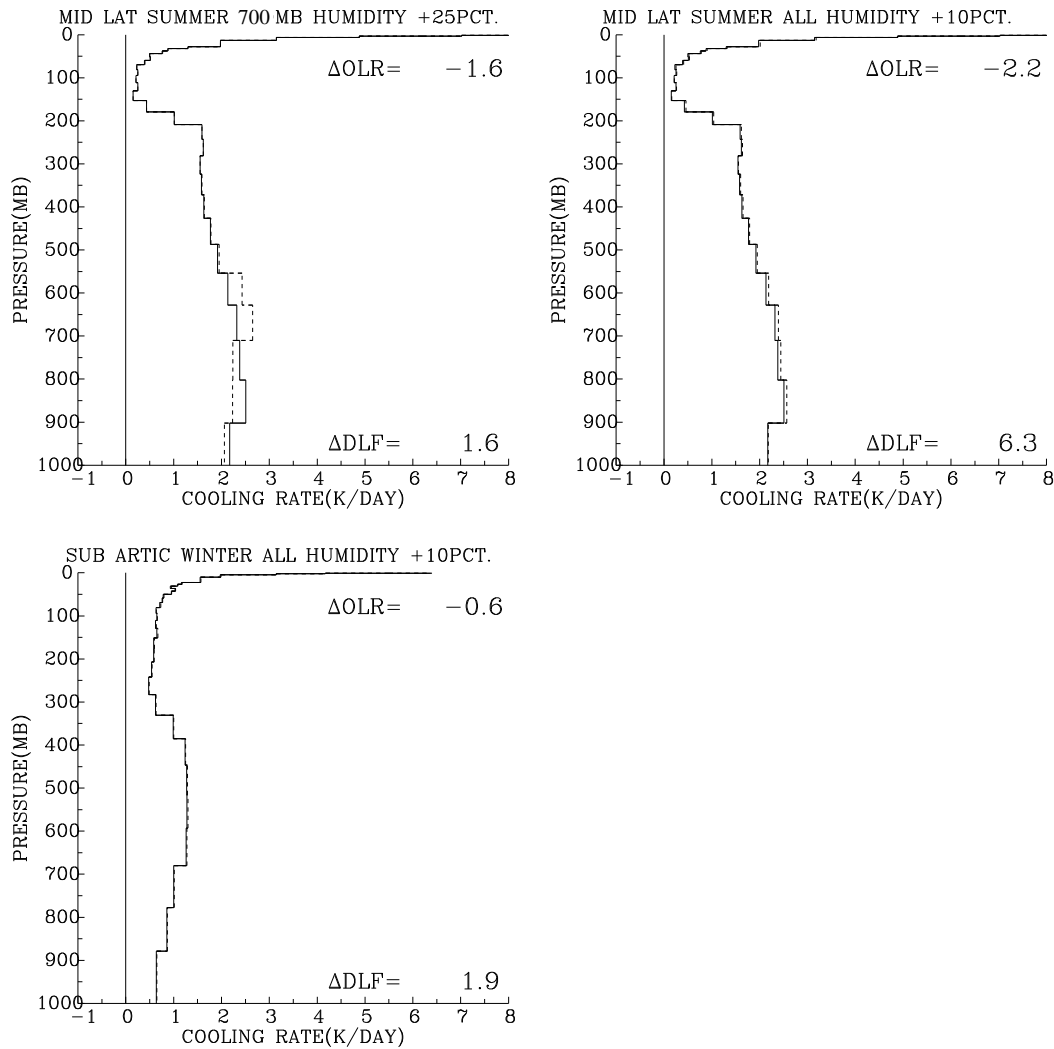 MID LAT SUMMER 700 MB HUMIDITY +25PCT.
0
100
200
300
400
500
600
700
800
900
1000
PRESSURE(MB)
ΔOLR= −1.6
ΔDLF= 1.6
−1 0 1 2 3 4 5 6 7 8
COOLING RATE(K/DAY)
MID LAT SUMMER ALL HUMIDITY +10PCT.
0
100
200
300
400
500
600
700
800
900
1000
PRESSURE(MB)
ΔOLR= −2.2
ΔDLF= 6.3
−1 0 1 2 3 4 5 6 7 8
COOLING RATE(K/DAY)
SUB ARTIC WINTER ALL HUMIDITY +10PCT.
0
100
200
300
400
500
600
700
800
900
1000
PRESSURE(MB)
ΔOLR= −0.6
ΔDLF= 1.9
−1 0 1 2 3 4 5 6 7 8
COOLING RATE(K/DAY)